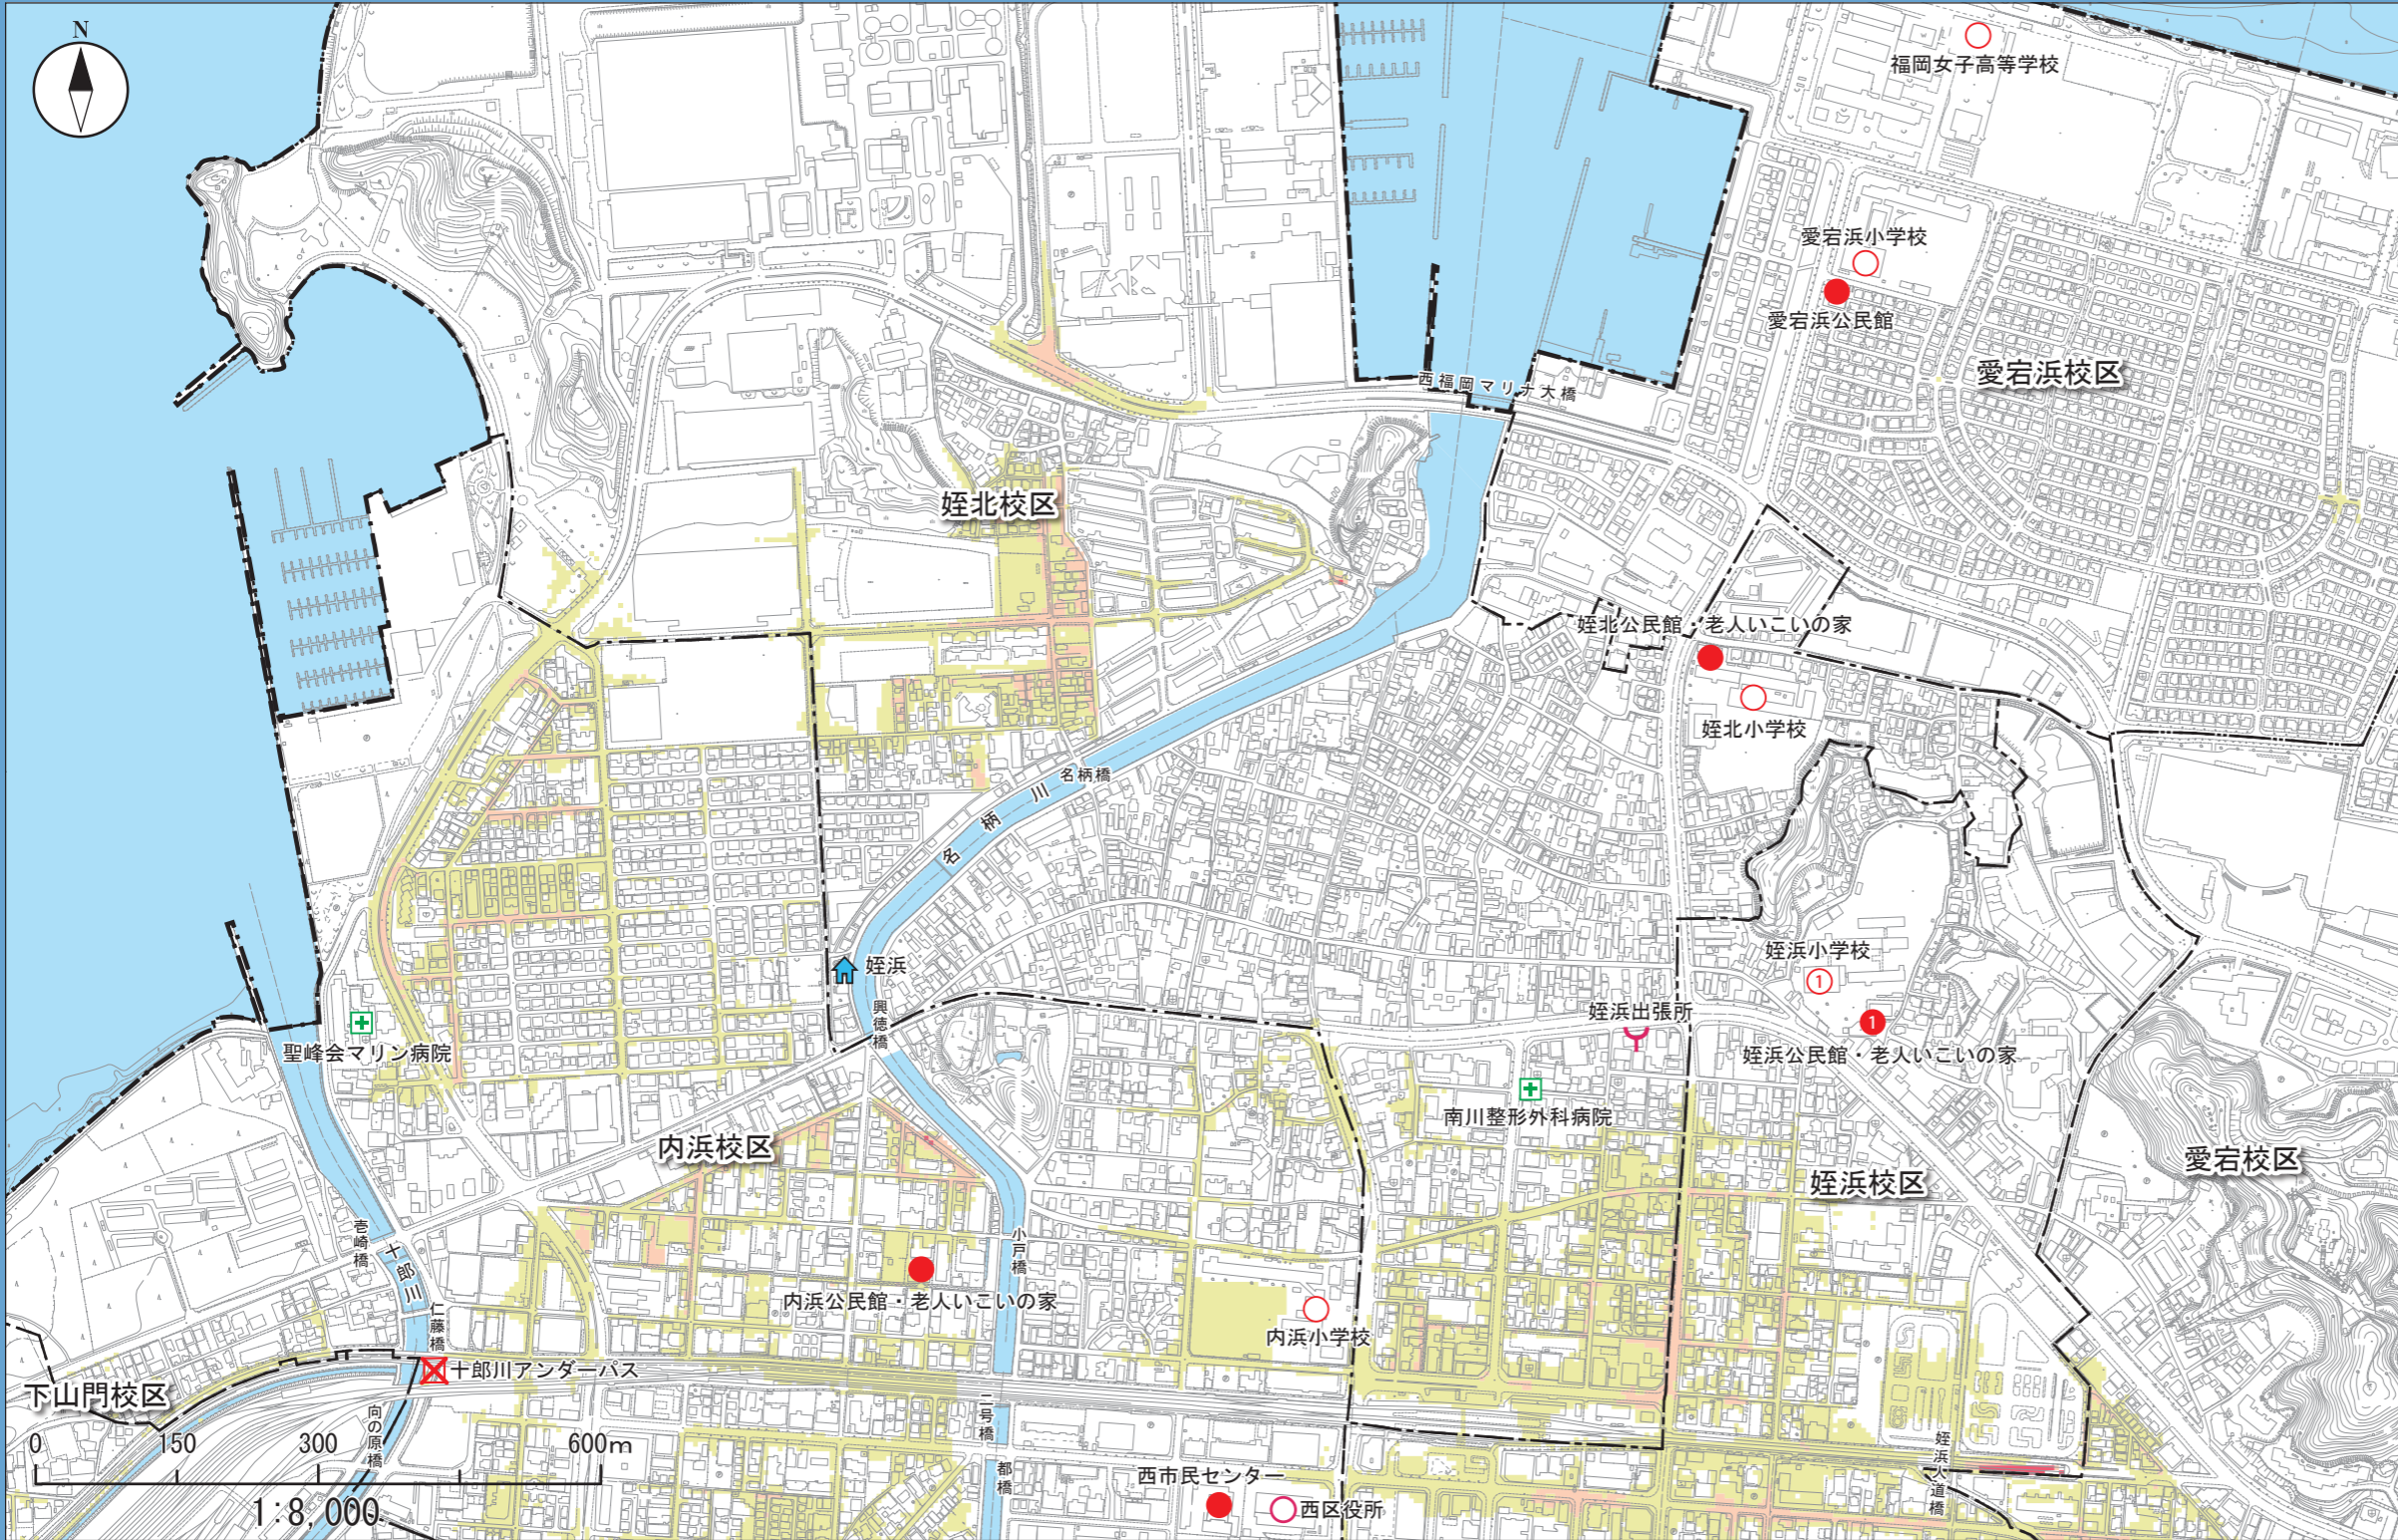 N
福岡女子高等学校
愛宕浜小学校
愛宕浜公民館
愛宕浜校区
西福岡マリナ大橋
姪北校区
姪北公民館・老人いこいの家
姪北小学校
名柄橋
名柄川
姪浜
興徳橋
姪浜小学校
1
姪浜出張所
1
姪浜公民館・老人いこいの家
聖峰会マリン病院
南川整形外科病院
内浜校区
愛宕校区
姪浜校区
壱崎橋
十郎川
小戸橋
内浜公民館・老人いこいの家
仁藤橋
内浜小学校
十郎川アンダーパス
下山門校区
向の原橋
二号橋
姪浜人道橋
都橋
西市民センター
西区役所
0 150 300 600m
1:8,000